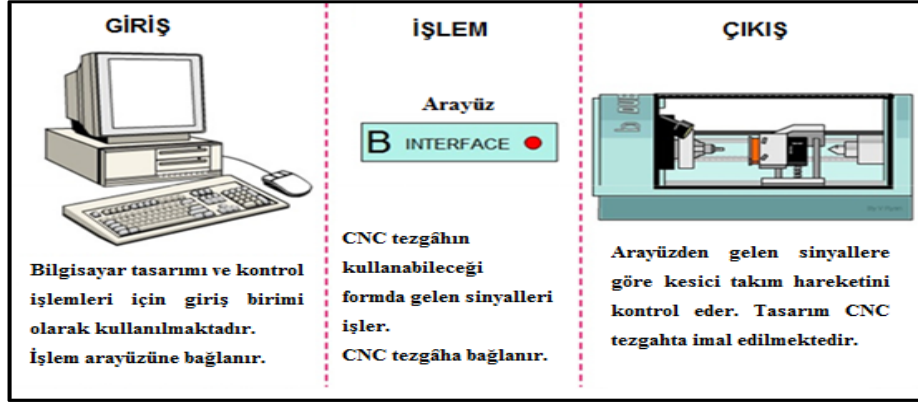 GİRİŞ
Bilgisayar tasarımı ve kontrol
işlemleri için giriş birimi
olarak kullanılmaktadır.
İşlem arayüzüne bağlanır.
İŞLEM
Arayüz
B INTERFACE
CNC tezgâhın
kullanabileceği
formda gelen sinyalleri
işler.
CNC tezgâha bağlanır.
ÇIKIŞ
Arayüzden gelen sinyallere
göre kesici takım hareketini
kontrol eder. Tasarım CNC
tezgahta imal edilmektedir.